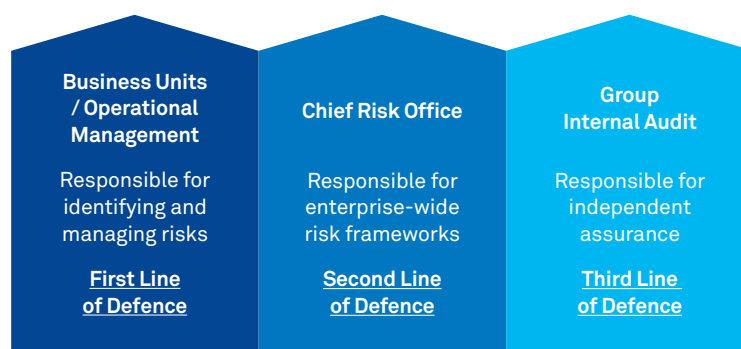 Business Units
/ Operational
Management
Responsible for
identifying and
managing risks
First Line
of Defence
Chief Risk Office
Responsible for
enterprise-wide
risk frameworks
Second Line
of Defence
Group
Internal Audit
Responsible for
independent
assurance
Third Line
of Defence